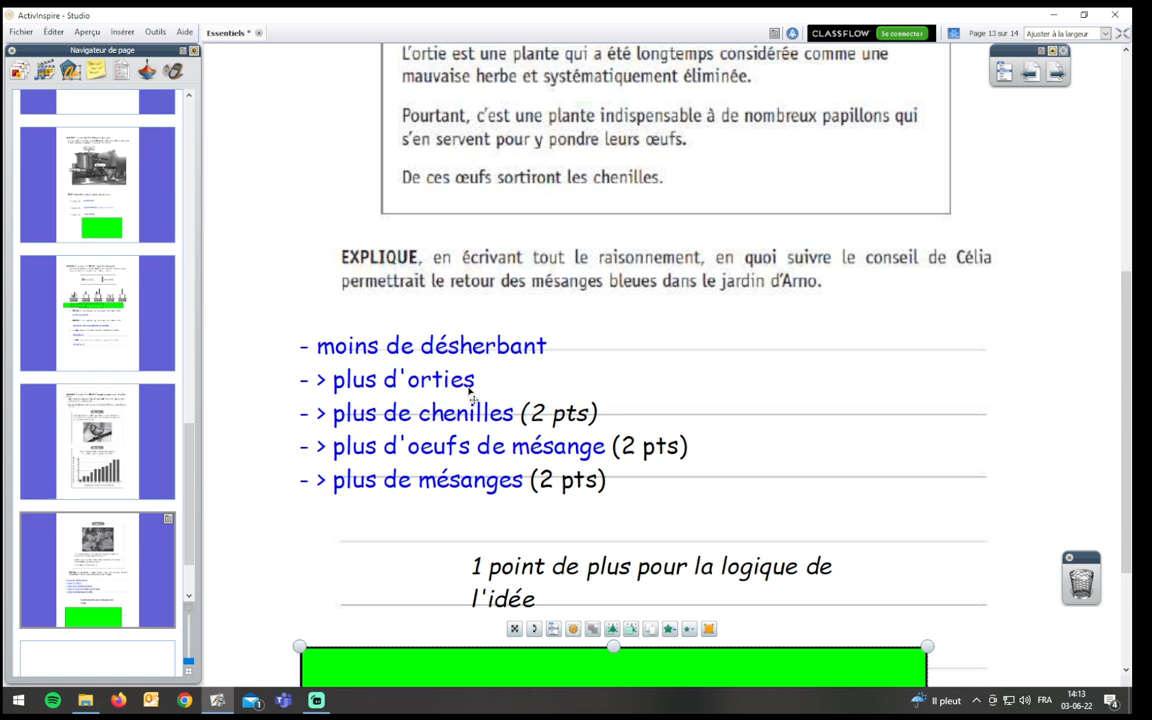 ActivInspire - Studio
Fichier Éditer Aperçu Insérer Outils Aide
Essentiels *
CLASSFLOW Se connecter
Page 13 sur 14
Ajuster à la largeur
Navigateur de page
L'ortie est une plante qui a été longtemps considérée comme une
mauvaise herbe et systématiquement éliminée.
Pourtant, c'est une plante indispensable à de nombreux papillons qui
s'en servent pour y pondre leurs œufs.
De ces œufs sortiront les chenilles.
EXPLIQUE, en écrivant tout le raisonnement, en quoi suivre le conseil de Célia
permettrait le retour des mésanges bleues dans le jardin d'Arno.
- moins de désherbant
- > plus d'orties
- > plus de chenilles (2 pts)
- > plus d'oeufs de mésange (2 pts)
- > plus de mésanges (2 pts)
1 point de plus pour la logique de
l'idée
Il pleut
FRA
14:13
03-06-22